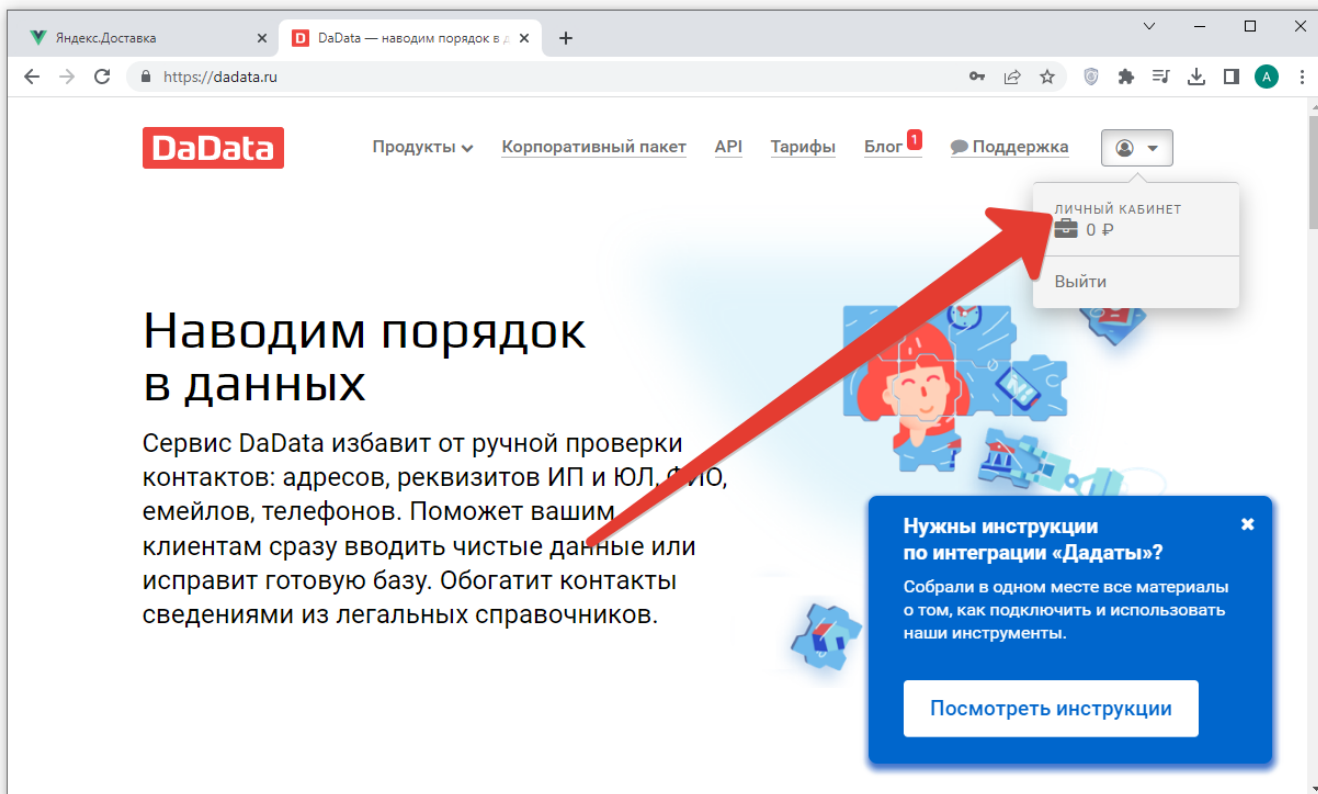 Яндекс.Доставка
DaData — наводим порядок в д
https://dadata.ru
A
DaData
Продукты
Корпоративный пакет
API
Тарифы
Блог 1
Поддержка
ЛИЧНЫЙ КАБИНЕТ
0 ₽
Выйти
Наводим порядок
в данных
Сервис DaData избавит от ручной проверки
контактов: адресов, реквизитов ИП и ЮЛ, ФИО,
емейлов, телефонов. Поможет вашим
клиентам сразу вводить чистые данные или
исправит готовую базу. Обогатит контакты
сведениями из легальных справочников.
Нужны инструкции
по интеграции «Дадаты»?
Собрали в одном месте все материалы
о том, как подключить и использовать
наши инструменты.
Посмотреть инструкции